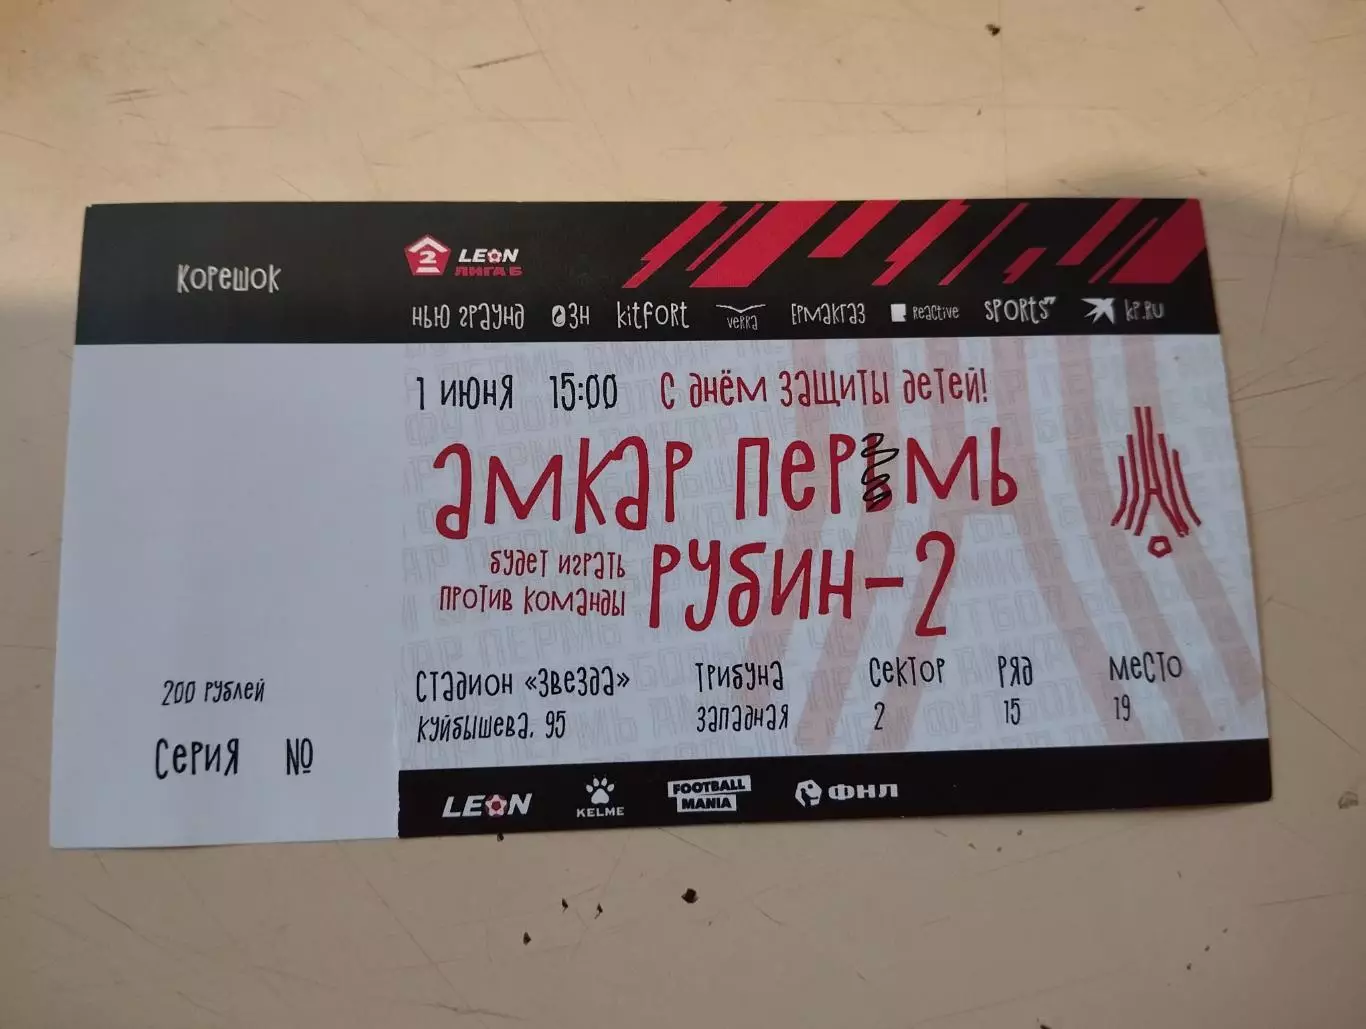 КОРЕШОК
2 LEON
ЛИГА Б
НЬЮ ГРАУНД ОЗН KITFORT VERRA ЕРМАКГАЗ REACTIVE SPORTS'' KP.RU
1 ИЮНЯ 15:00 С ДНЁМ ЗАЩИТЫ ДЕТЕЙ!
АМКАР ПЕРМЬ
БУДЕТ ИГРАТЬ
ПРОТИВ КОМАНДЫ
РУБИН-2
СТАДИОН «ЗВЕЗДА» ТРИБУНА СЕКТОР РЯД МЕСТО
КУЙБЫШЕВА, 95 ЗАПАДНАЯ 2 15 19
200 РУБЛЕЙ
СЕРИЯ №
LEON KELME FOOTBALL MANIA ФНЛ